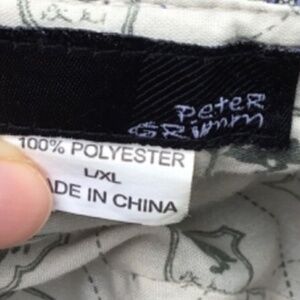 Peter
GRimm
100% POLYESTER
L/XL
ADE IN CHINA